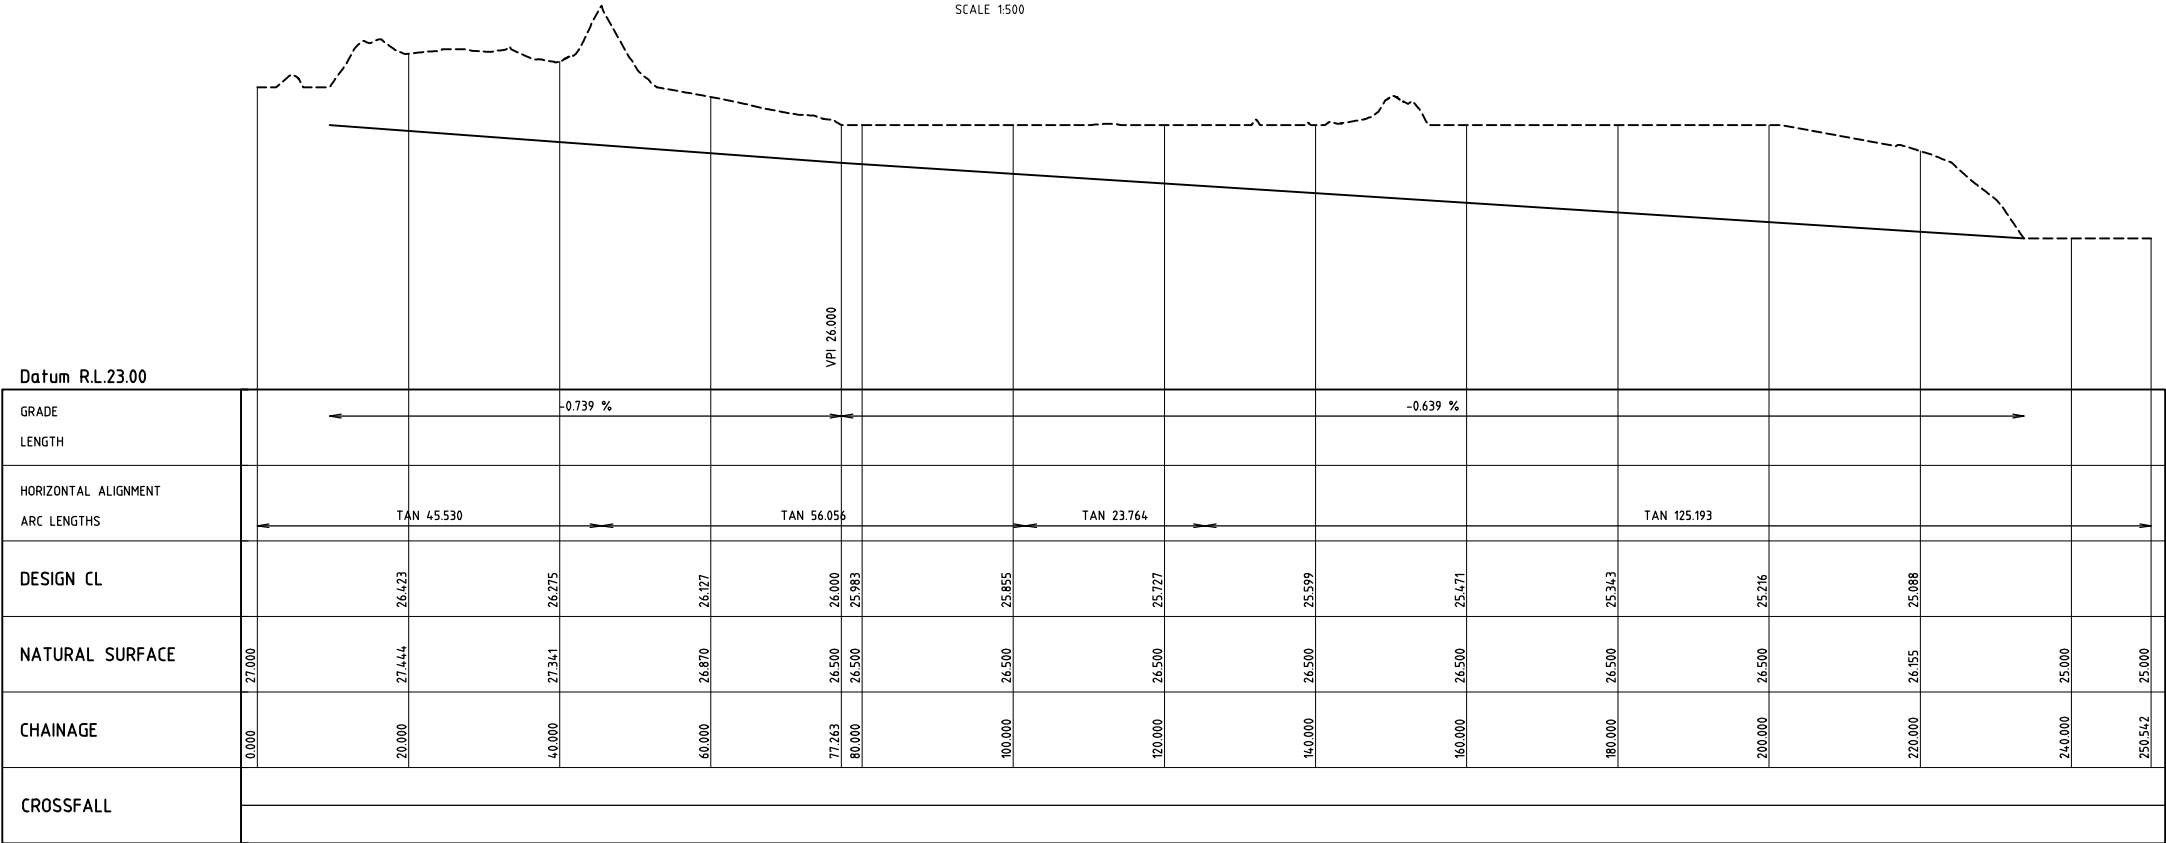 SCALE 1:500
VPI 26.000
Datum R.L.23.00
GRADE
-0.739 %
-0.639 %
LENGTH
HORIZONTAL ALIGNMENT
ARC LENGTHS
TAN 45.530
TAN 56.056
TAN 23.764
TAN 125.193
DESIGN CL
26.423
26.275
26.127
26.000
25.983
25.855
25.727
25.599
25.471
25.343
25.216
25.088
NATURAL SURFACE
27.000
27.444
27.341
26.870
26.500
26.500
26.500
26.500
26.500
26.500
26.500
26.500
26.155
25.000
25.000
CHAINAGE
0.000
20.000
40.000
60.000
77.263
80.000
100.000
120.000
140.000
160.000
180.000
200.000
220.000
240.000
250.542
CROSSFALL